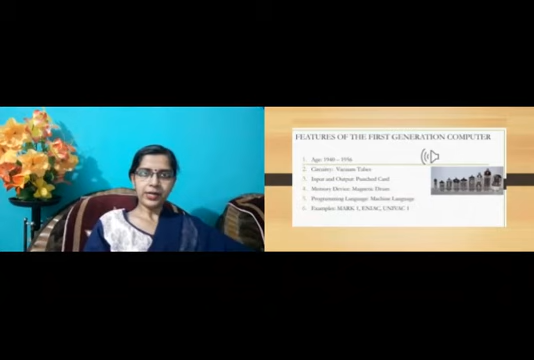 FEATURES OF THE FIRST GENERATION COMPUTER
1. Age: 1940 – 1956
2. Circuitry: Vacuum Tubes
3. Input and Output: Punched Card
4. Memory Device: Magnetic Drum
5. Programming Language: Machine Language
6. Examples: MARK 1, ENIAC, UNIVAC 1